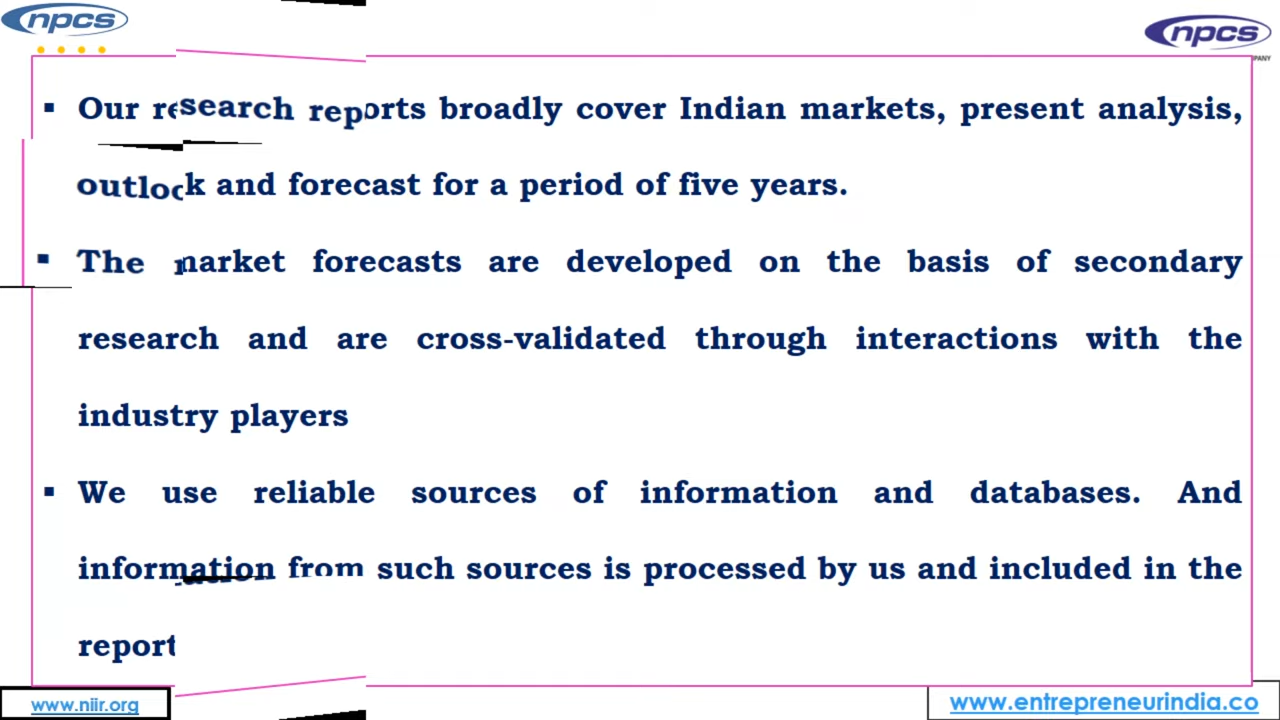 npcs
npcs
PANY
▪ Our research reports broadly cover Indian markets, present analysis,
outlook and forecast for a period of five years.
▪ The market forecasts are developed on the basis of secondary
research and are cross-validated through interactions with the
industry players
▪ We use reliable sources of information and databases. And
information from such sources is processed by us and included in the
report
www.niir.org
www.entrepreneurindia.co